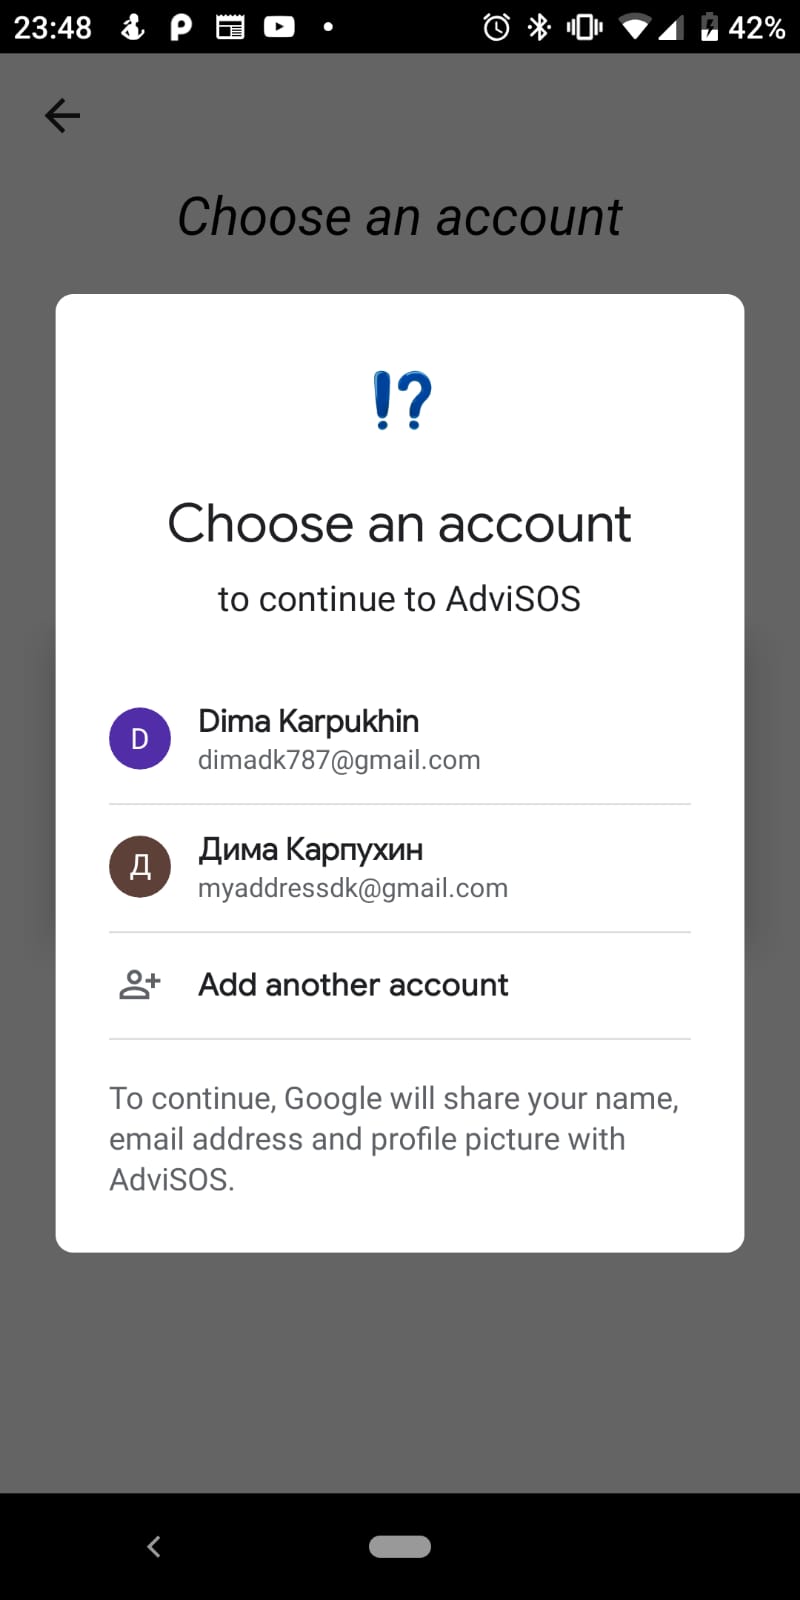 23:48
42%
Choose an account
!?
Choose an account
to continue to AdviSOS
D
Dima Karpukhin
dimadk787@gmail.com
Д
Дима Карпухин
myaddressdk@gmail.com
Add another account
To continue, Google will share your name,
email address and profile picture with
AdviSOS.